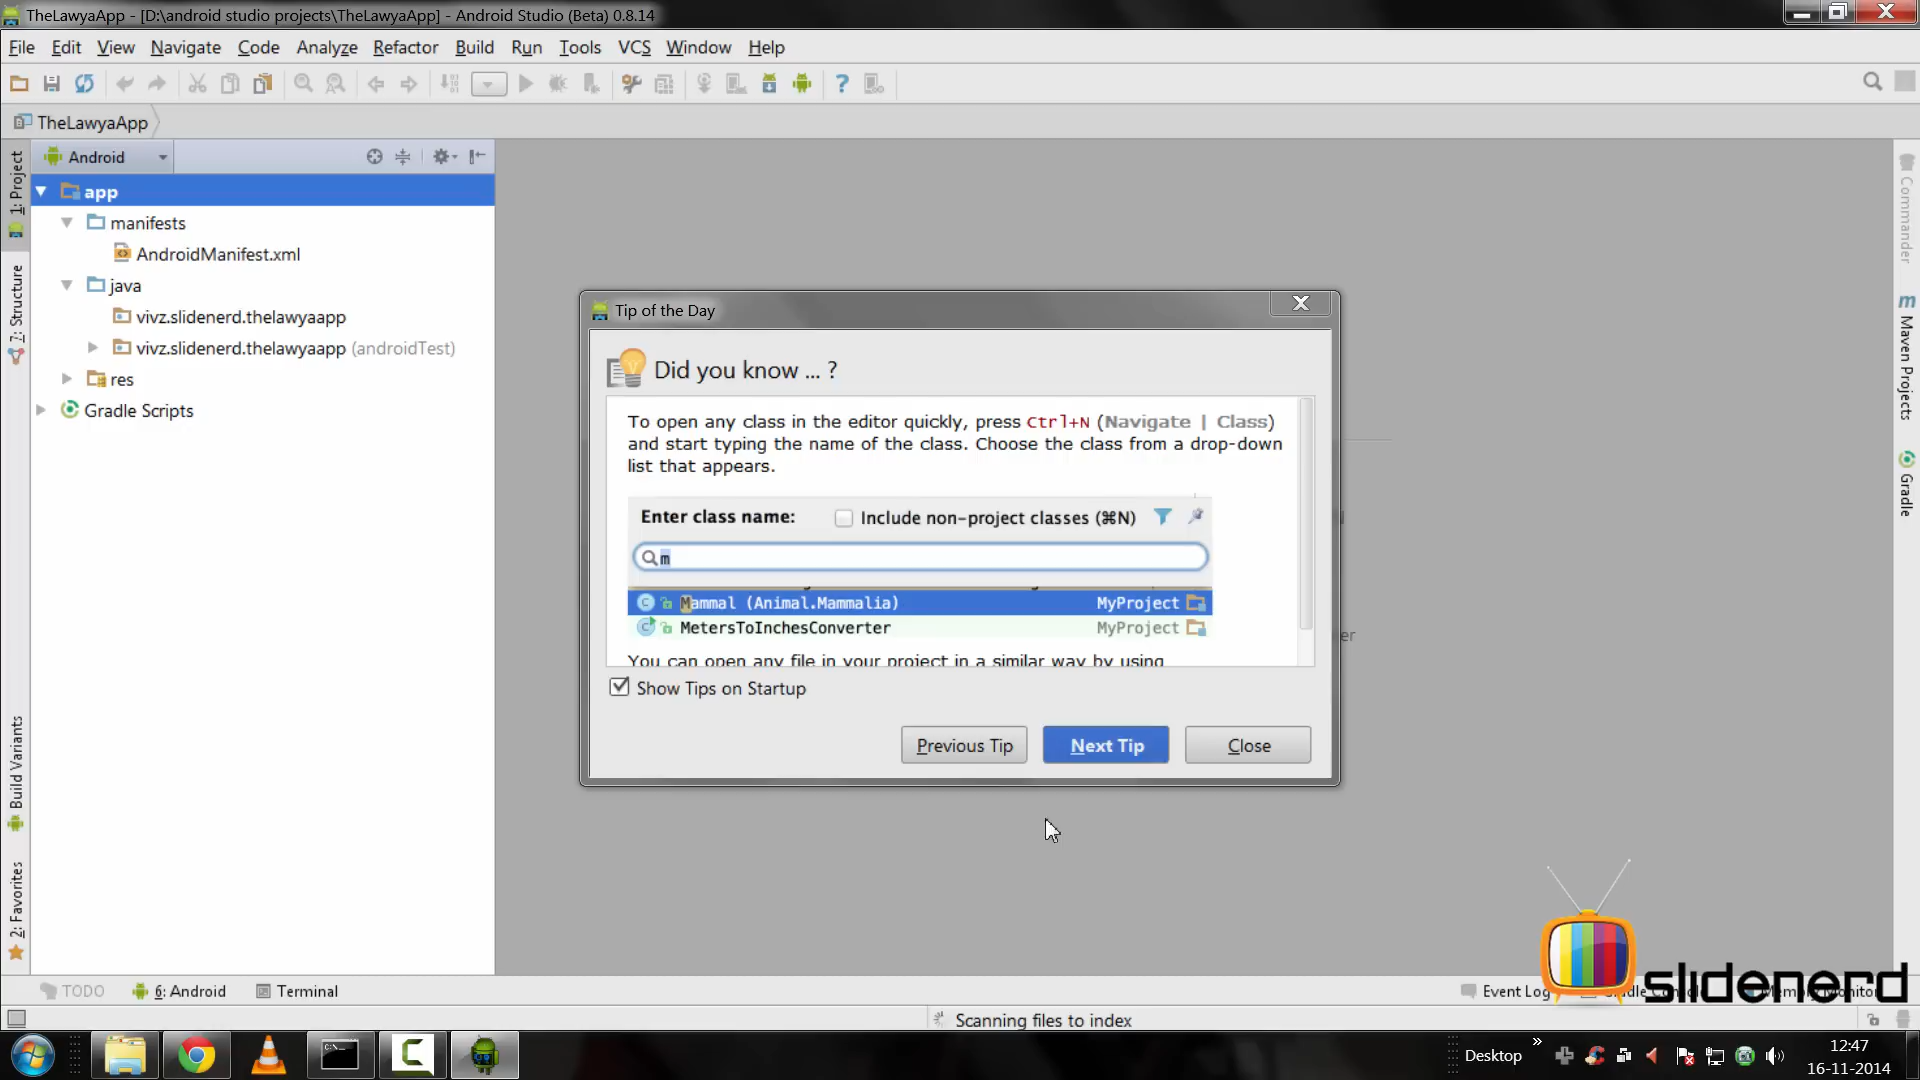 TheLawyaApp - [D:\android studio projects\TheLawyaApp] - Android Studio (Beta) 0.8.14
File Edit View Navigate Code Analyze Refactor Build Run Tools VCS Window Help
TheLawyaApp
Android
1: Project
app
manifests
AndroidManifest.xml
java
vivz.slidenerd.thelawyaapp
vivz.slidenerd.thelawyaapp (androidTest)
res
Gradle Scripts
7: Structure
Build Variants
2: Favorites
Commander
Maven Projects
Gradle
Tip of the Day
Did you know ... ?
To open any class in the editor quickly, press Ctrl+N (Navigate | Class)
and start typing the name of the class. Choose the class from a drop-down
list that appears.
Enter class name: Include non-project classes (⌘N)
m
Mammal (Animal.Mammalia) MyProject
MetersToInchesConverter MyProject
You can open any file in your project in a similar way by using
Show Tips on Startup
Previous Tip Next Tip Close
TODO 6: Android Terminal
Event Log
slidenerd
Scanning files to index
Desktop
12:47
16-11-2014